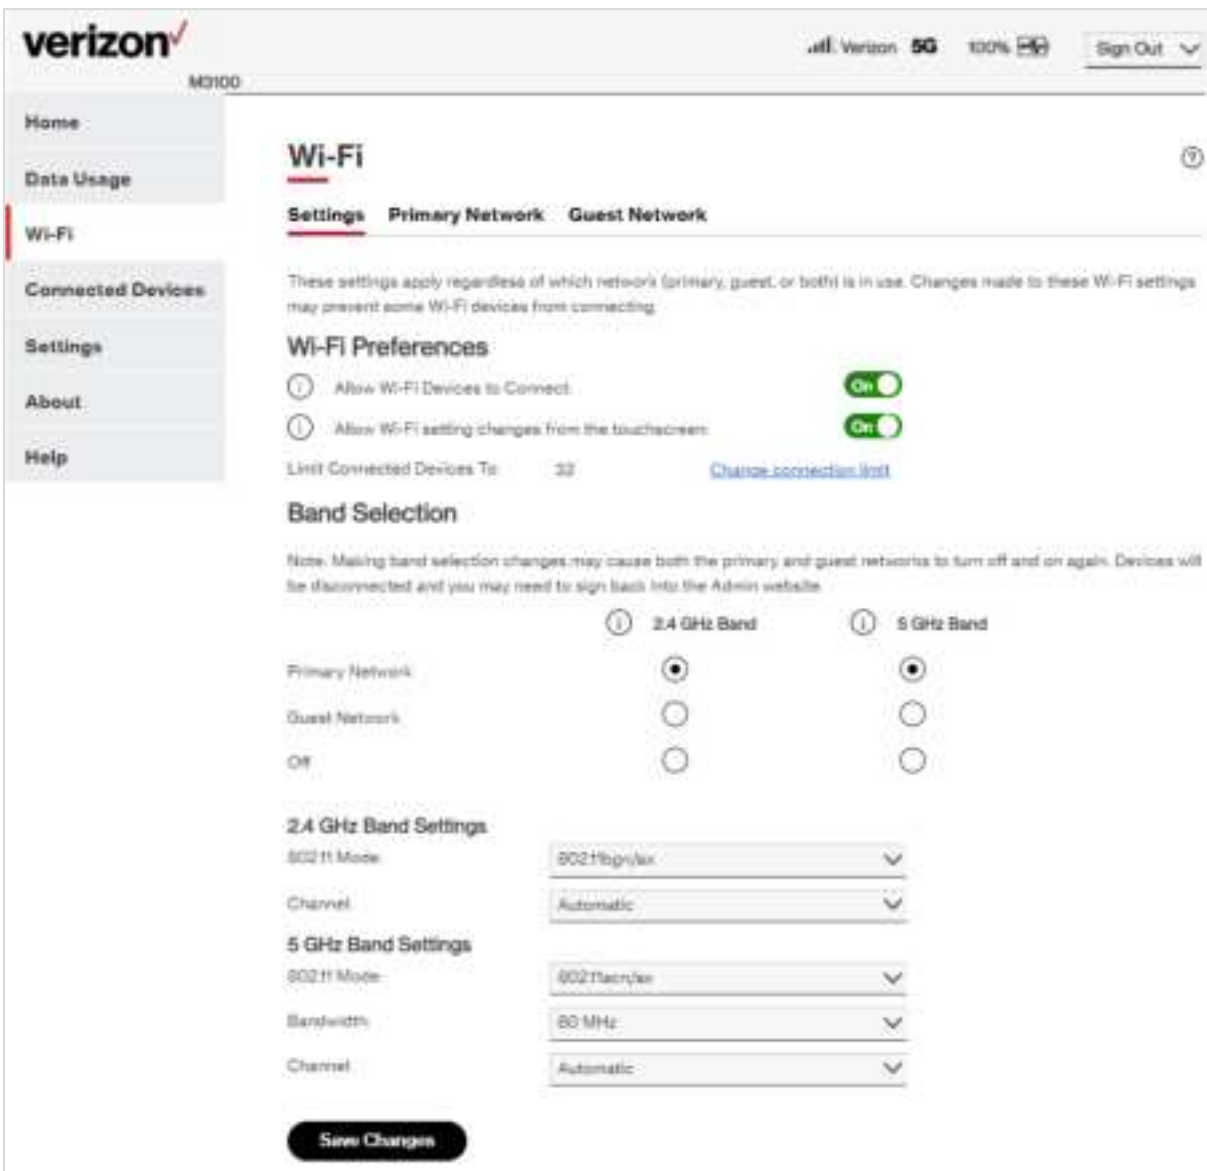 verizon
Verizon 5G 100% Sign Out
M3100
Home
Data Usage
Wi-Fi
Connected Devices
Settings
About
Help
Wi-Fi
Settings Primary Network Guest Network
These settings apply regardless of which network (primary, guest, or both) is in use. Changes made to these Wi-Fi settings
may prevent some Wi-Fi devices from connecting.
Wi-Fi Preferences
Allow Wi-Fi Devices to Connect On
Allow Wi-Fi setting changes from the touchscreen On
Limit Connected Devices To 32 Change connection limit
Band Selection
Note. Making band selection changes may cause both the primary and guest networks to turn off and on again. Devices will
be disconnected and you may need to sign back into the Admin website.
2.4 GHz Band 5 GHz Band
Primary Network
Guest Network
Off
2.4 GHz Band Settings
802.11 Mode 802.11bgn/ax
Channel Automatic
5 GHz Band Settings
802.11 Mode 802.11acn/ax
Bandwidth MHz
Channel Automatic
Save Changes